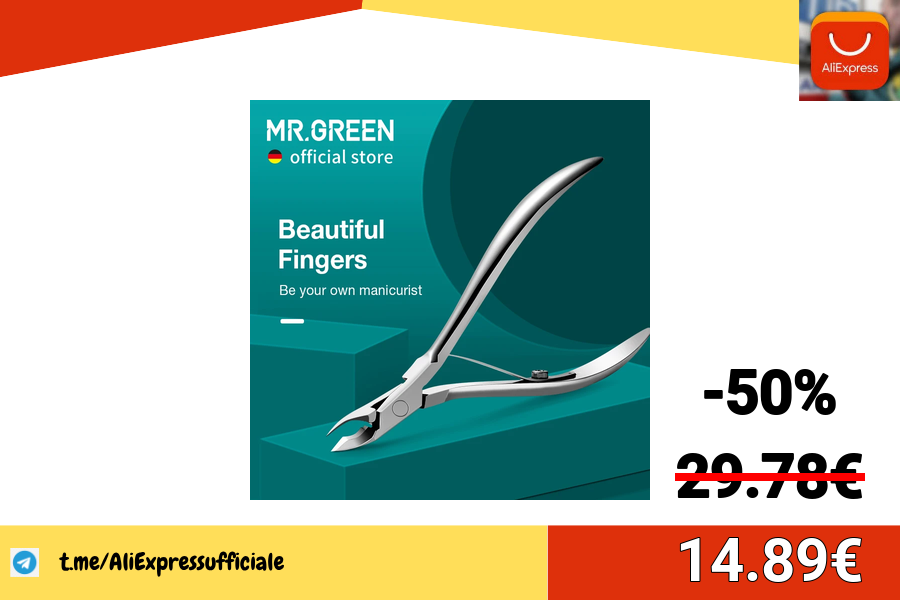 AliExpress
MR.GREEN
official store
Beautiful
Fingers
Be your own manicurist
-50%
29.78€
t.me/AliExpressufficiale
14.89€